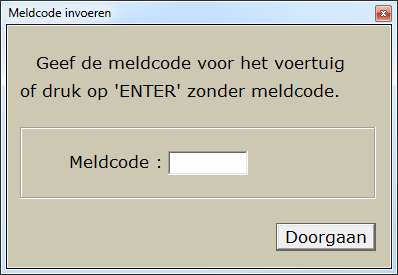 Meldcode invoeren
Geef de meldcode voor het voertuig
of druk op 'ENTER' zonder meldcode.
Meldcode :
Doorgaan